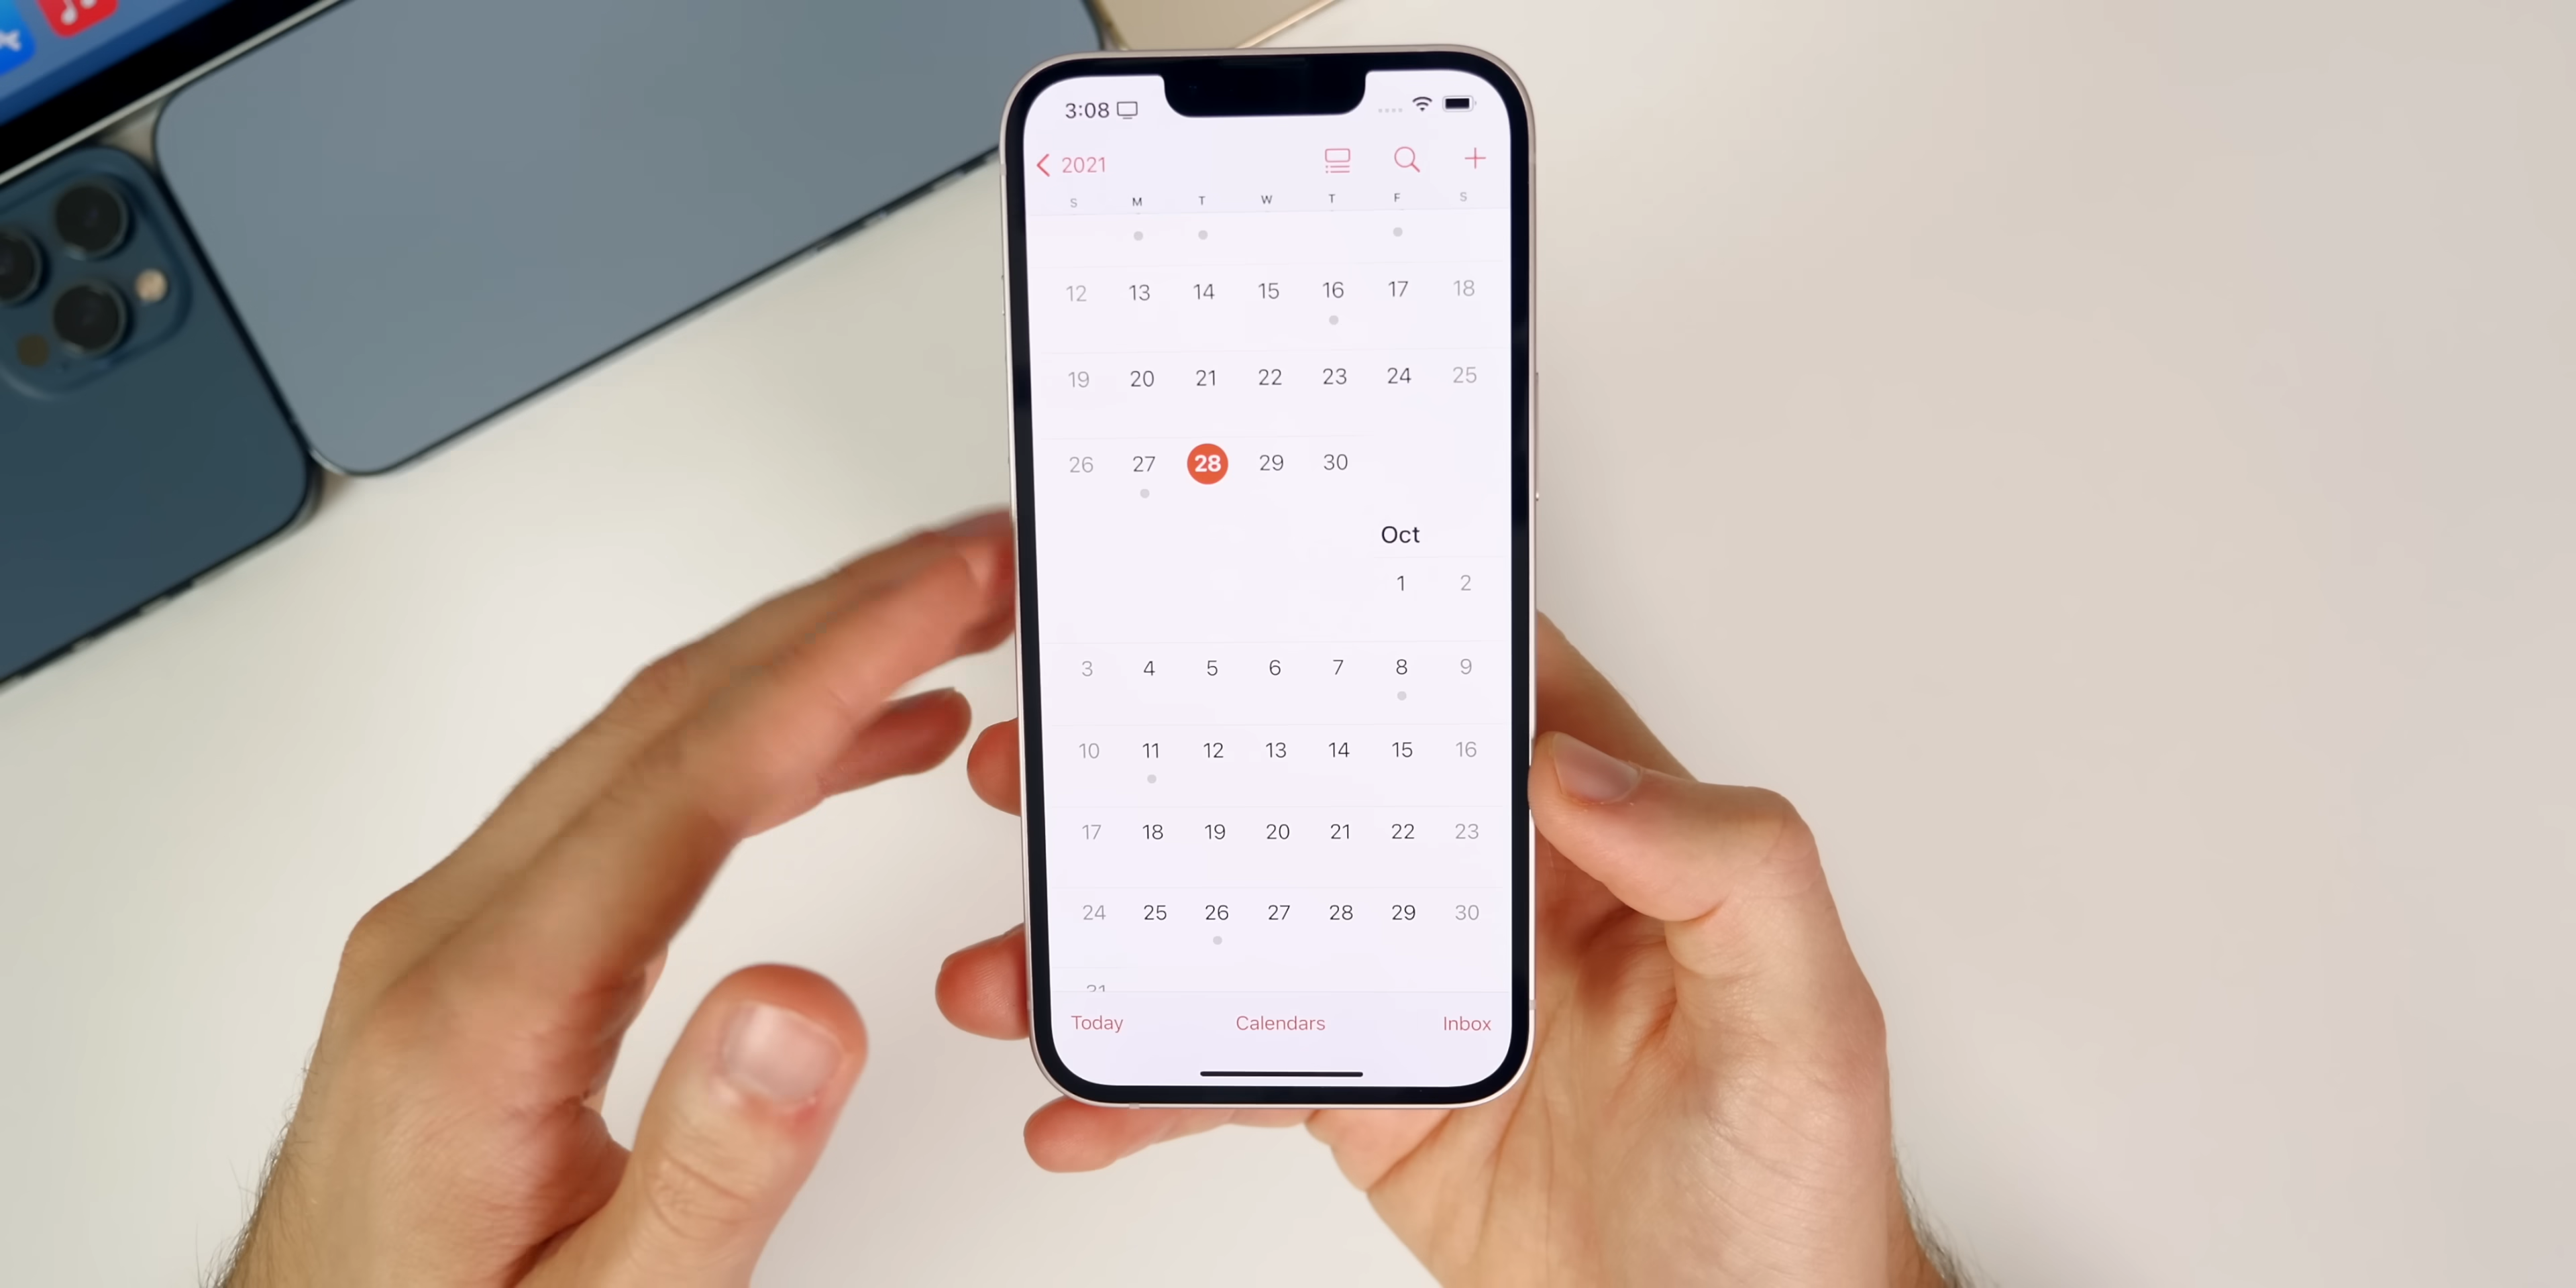 3:08
2021
S M T W T F S
12 13 14 15 16 17 18
19 20 21 22 23 24 25
26 27 28 29 30
Oct
1 2
3 4 5 6 7 8 9
10 11 12 13 14 15 16
17 18 19 20 21 22 23
24 25 26 27 28 29 30
31
Today Calendars Inbox